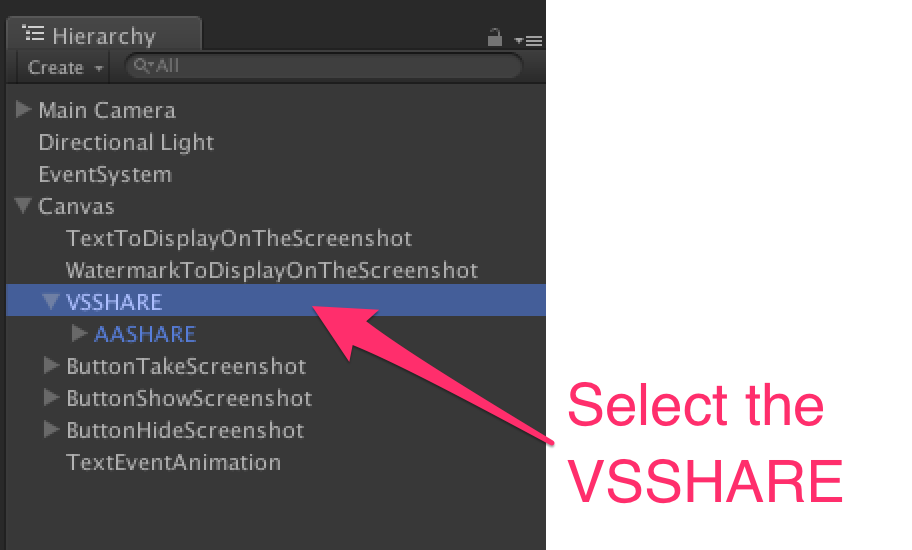 Hierarchy
Create
All
Main Camera
Directional Light
EventSystem
Canvas
TextToDisplayOnTheScreenshot
WatermarkToDisplayOnTheScreenshot
VSSHARE
AASHARE
ButtonTakeScreenshot
ButtonShowScreenshot
ButtonHideScreenshot
TextEventAnimation
Select the
VSSHARE